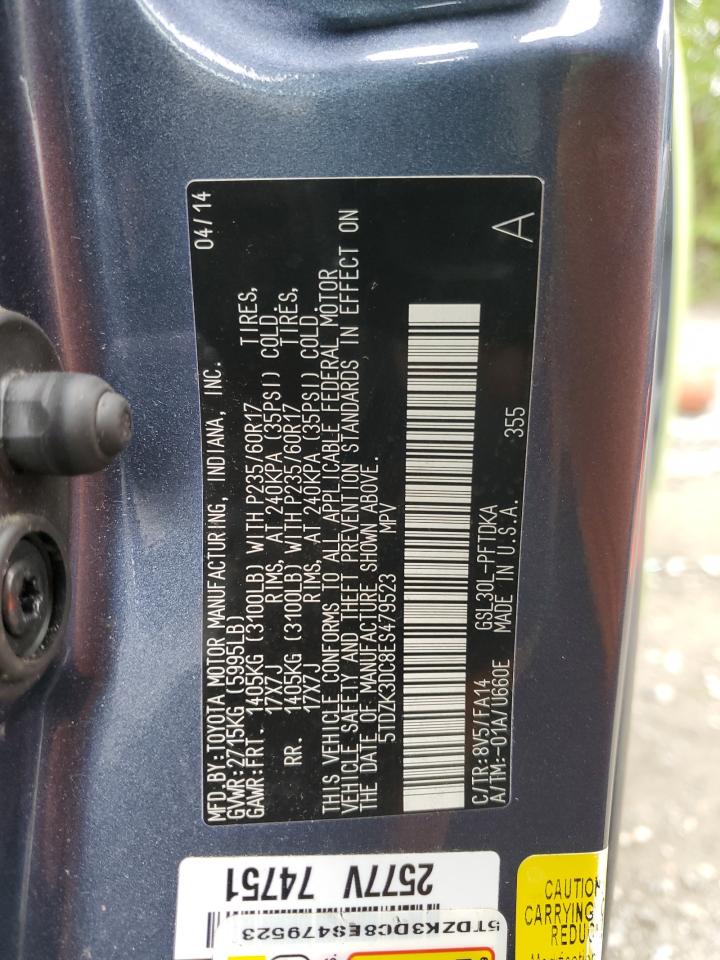 MFD.BY:TOYOTA MOTOR MANUFACTURING, INDIANA, INC. 04/14
GVWR:2715KG (5995LB)
GAWR:FRT. 1405KG (3100LB) WITH P235/60R17 TIRES,
17X7J RIMS, AT 240KPA (35PSI) COLD.
RR. 1405KG (3100LB) WITH P235/60R17 TIRES,
17X7J RIMS, AT 240KPA (35PSI) COLD.
THIS VEHICLE CONFORMS TO ALL APPLICABLE FEDERAL MOTOR
VEHICLE SAFETY AND THEFT PREVENTION STANDARDS IN EFFECT ON
THE DATE OF MANUFACTURE SHOWN ABOVE.
5TDZK3DC8ES479523 MPV
C/TR:8V5/FA14 GSL30L-PFTDKA 355 A
A/TM:-01A/U660E MADE IN U.S.A.
2577V 74751
5TDZK3DC8ES479523
CAUTION
CARRYING
REDUC